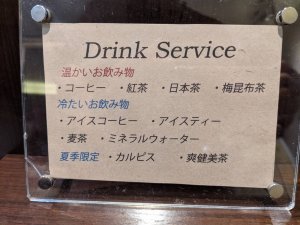 Drink Service
温かいお飲み物
・コーヒー ・紅茶 ・日本茶 ・梅昆布茶
冷たいお飲み物
・アイスコーヒー ・アイスティー
・麦茶 ・ミネラルウォーター
夏季限定 ・カルピス ・爽健美茶